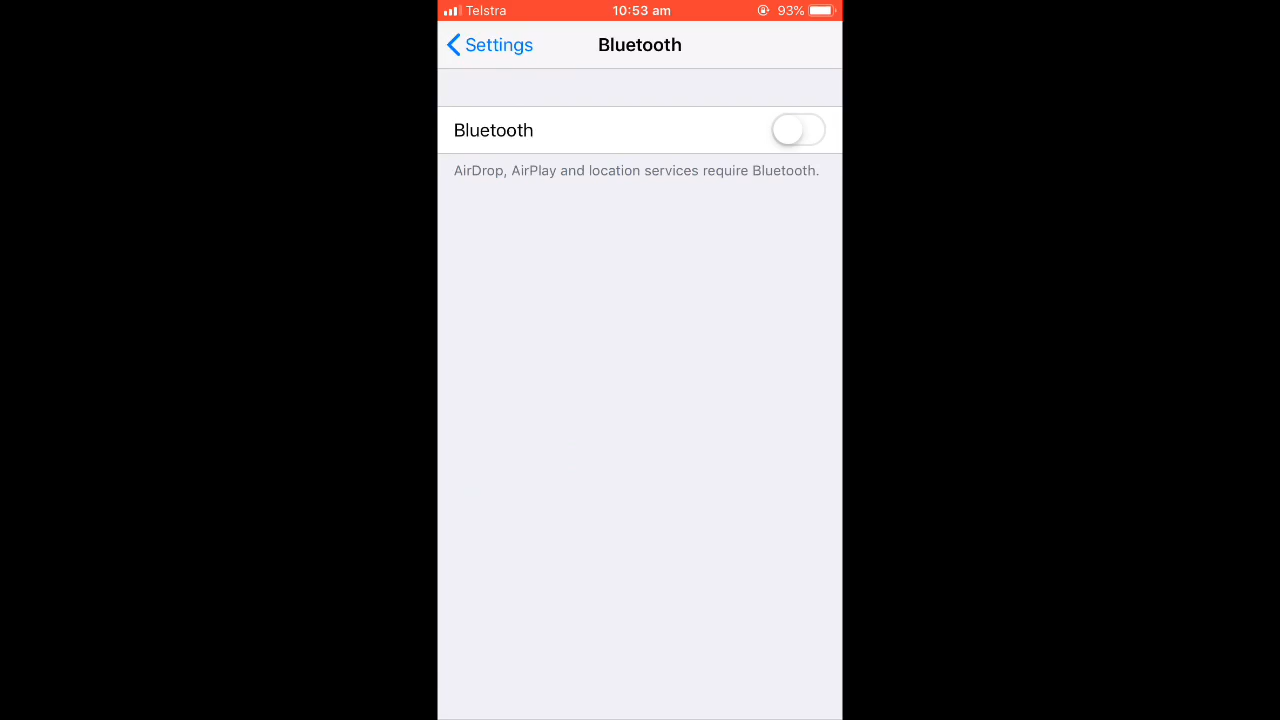 Telstra 10:53 am 93%
Settings Bluetooth
Bluetooth
AirDrop, AirPlay and location services require Bluetooth.